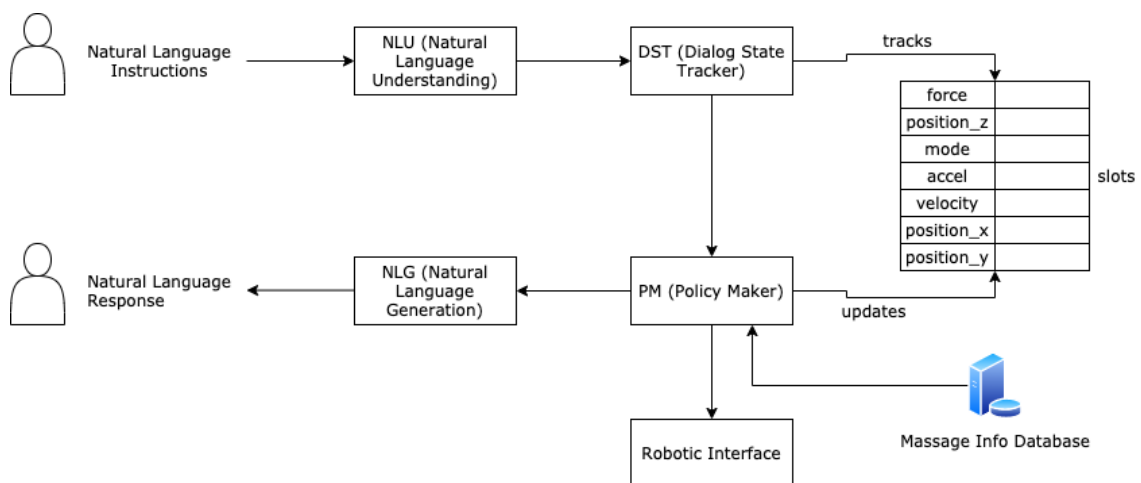 Natural Language
Instructions
NLU (Natural
Language
Understanding)
DST (Dialog State
Tracker)
tracks
force
position_z
mode
accel
velocity
position_x
position_y
slots
Natural Language
Response
NLG (Natural
Language
Generation)
PM (Policy Maker)
updates
Robotic Interface
Massage Info Database